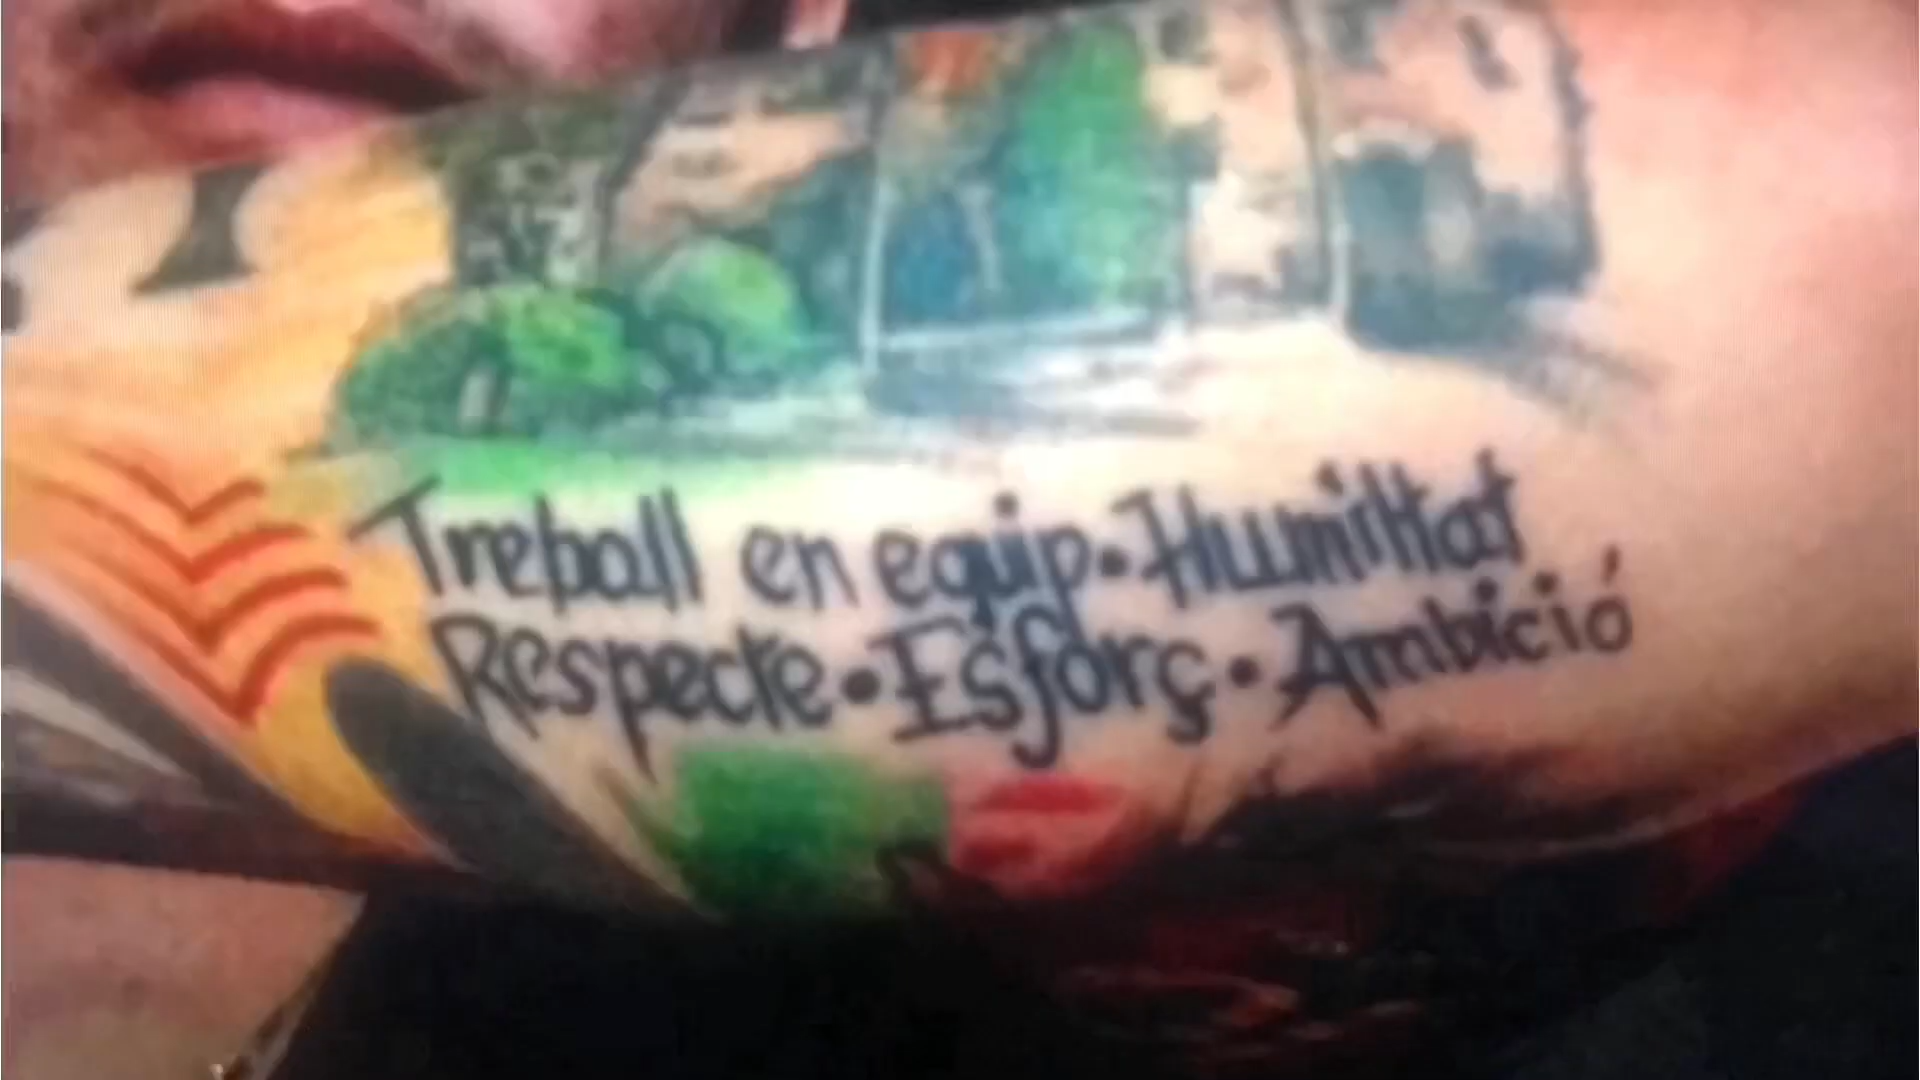 Treball en equip • Humiltat
Respecte • Esforç • Ambició